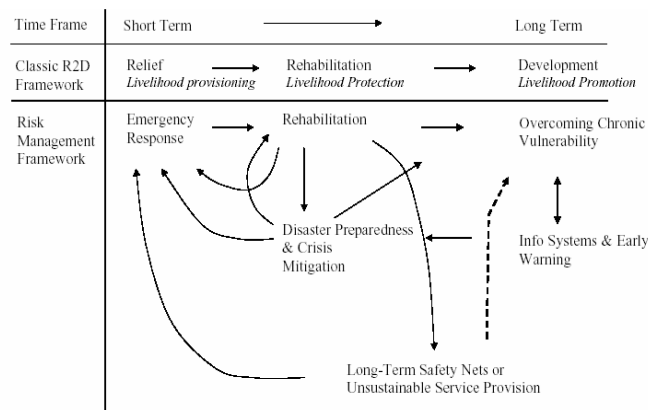 Time Frame
Short Term
Long Term
Classic R2D
Framework
Relief
Livelihood provisioning
Rehabilitation
Livelihood Protection
Development
Livelihood Promotion
Risk
Management
Framework
Emergency
Response
Rehabilitation
Overcoming Chronic
Vulnerability
Disaster Preparedness
& Crisis
Mitigation
Info Systems & Early
Warning
Long-Term Safety Nets or
Unsustainable Service Provision